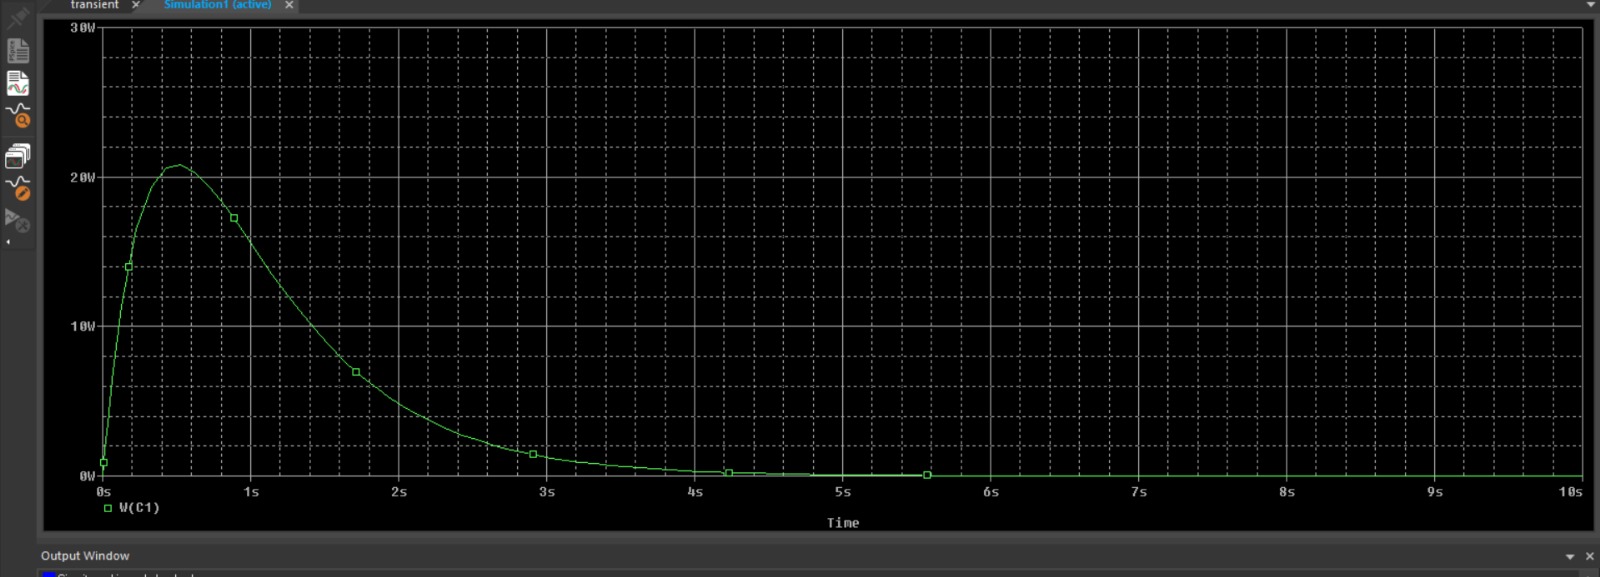 transient Simulation1 (active)
30W
20W
10W
0W
0s 1s 2s 3s 4s 5s 6s 7s 8s 9s 10s
W(C1)
Time
Output Window